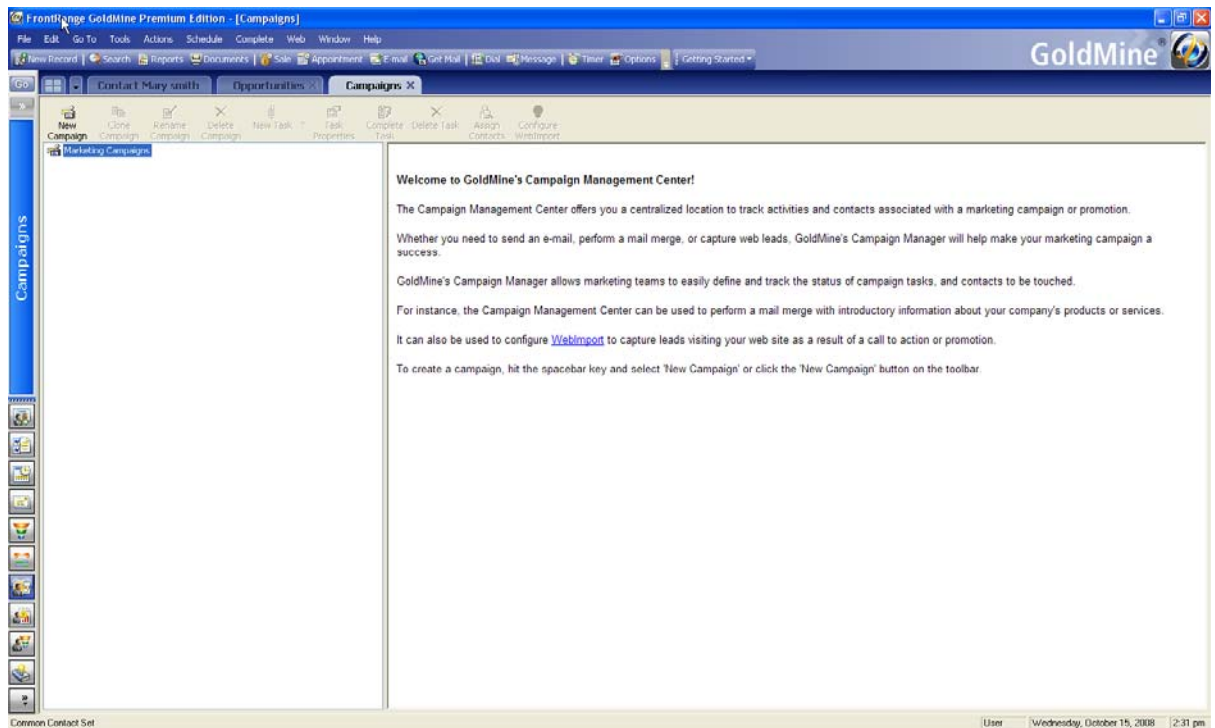 FrontRange GoldMine Premium Edition - [Campaigns]
File Edit Go To Tools Actions Schedule Complete Web Window Help
New Record Search Reports Documents Sale Appointment E-mail Get Mail Dial Message Timer Options Getting Started
GoldMine®
Go Contact Mary smith Opportunities Campaigns
New Campaign Clone Campaign Rename Campaign Delete Campaign New Task Task Properties Complete Task Delete Task Assign Contacts Configure WebImport
Marketing Campaigns
Campaigns
Welcome to GoldMine's Campaign Management Center!
The Campaign Management Center offers you a centralized location to track activities and contacts associated with a marketing campaign or promotion.
Whether you need to send an e-mail, perform a mail merge, or capture web leads, GoldMine's Campaign Manager will help make your marketing campaign a
success.
GoldMine's Campaign Manager allows marketing teams to easily define and track the status of campaign tasks, and contacts to be touched.
For instance, the Campaign Management Center can be used to perform a mail merge with introductory information about your company's products or services.
It can also be used to configure WebImport to capture leads visiting your web site as a result of a call to action or promotion.
To create a campaign, hit the spacebar key and select 'New Campaign' or click the 'New Campaign' button on the toolbar.
Common Contact Set User Wednesday, October 15, 2008 2:31 pm